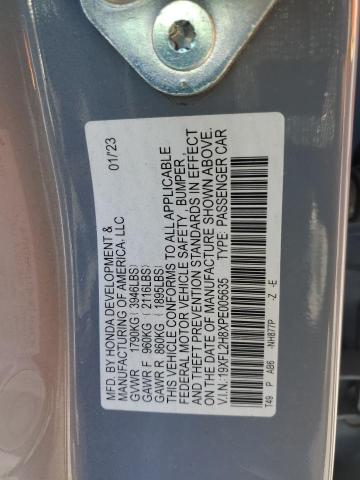 MFD. BY HONDA DEVELOPMENT &
MANUFACTURING OF AMERICA, LLC 01/'23
GVWR 1790KG ( 3946LBS)
GAWR F 960KG ( 2116LBS)
GAWR R 860KG ( 1895LBS)
THIS VEHICLE CONFORMS TO ALL APPLICABLE
FEDERAL MOTOR VEHICLE SAFETY, BUMPER,
AND THEFT PREVENTION STANDARDS IN EFFECT
ON THE DATE OF MANUFACTURE SHOWN ABOVE.
V.I.N: 19XFL2H8XPE005635 TYPE: PASSENGER CAR
T49 P A86 -NH877P -Z -E